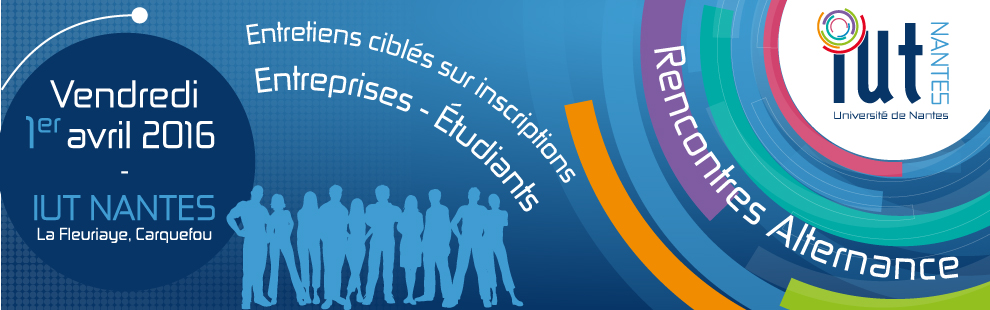 Vendredi
1er avril 2016
-
IUT NANTES
La Fleuriaye, Carquefou
Entretiens ciblés sur inscriptions
Entreprises - Étudiants
Rencontres Alternance
iut
NANTES
Université de Nantes